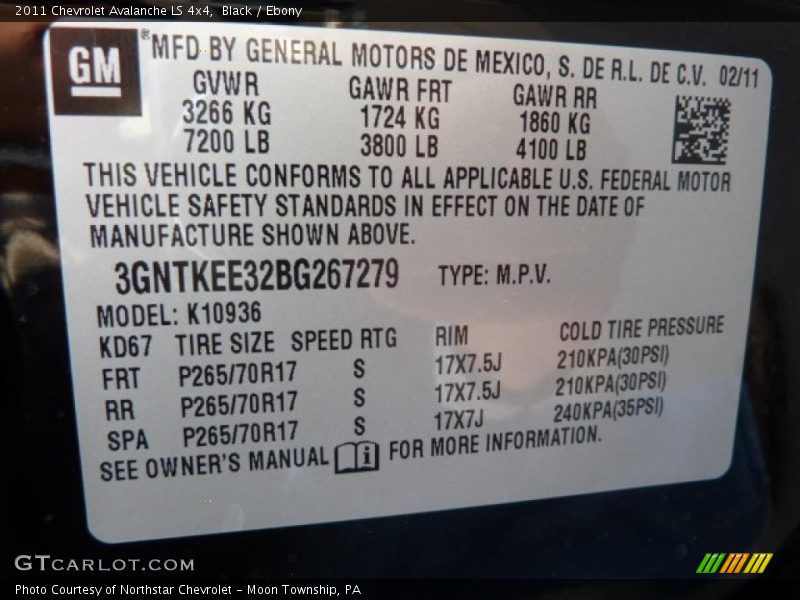 2011 Chevrolet Avalanche LS 4x4, Black / Ebony
GM
® MFD BY GENERAL MOTORS DE MEXICO, S. DE R.L. DE C.V. 02/11
GVWR GAWR FRT GAWR RR
3266 KG 1724 KG 1860 KG
7200 LB 3800 LB 4100 LB
THIS VEHICLE CONFORMS TO ALL APPLICABLE U.S. FEDERAL MOTOR
VEHICLE SAFETY STANDARDS IN EFFECT ON THE DATE OF
MANUFACTURE SHOWN ABOVE.
3GNTKEE32BG267279 TYPE: M.P.V.
MODEL: K10936
KD67 TIRE SIZE SPEED RTG RIM COLD TIRE PRESSURE
FRT P265/70R17 S 17X7.5J 210KPA(30PSI)
RR P265/70R17 S 17X7.5J 210KPA(30PSI)
SPA P265/70R17 S 17X7J 240KPA(35PSI)
SEE OWNER'S MANUAL i FOR MORE INFORMATION.
GTCARLOT.COM
Photo Courtesy of Northstar Chevrolet - Moon Township, PA